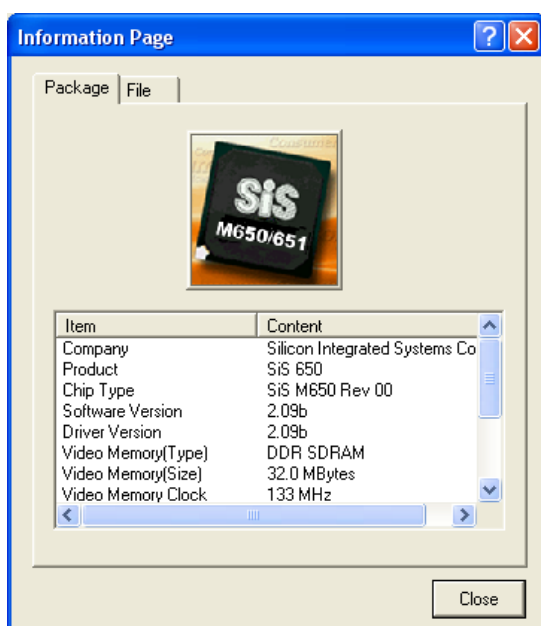 Information Page
Package File
Consumer
SiS
M650/651
Item Content
Company Silicon Integrated Systems Co
Product SiS 650
Chip Type SiS M650 Rev 00
Software Version 2.09b
Driver Version 2.09b
Video Memory(Type) DDR SDRAM
Video Memory(Size) 32.0 MBytes
Video Memory Clock 133 MHz
Close